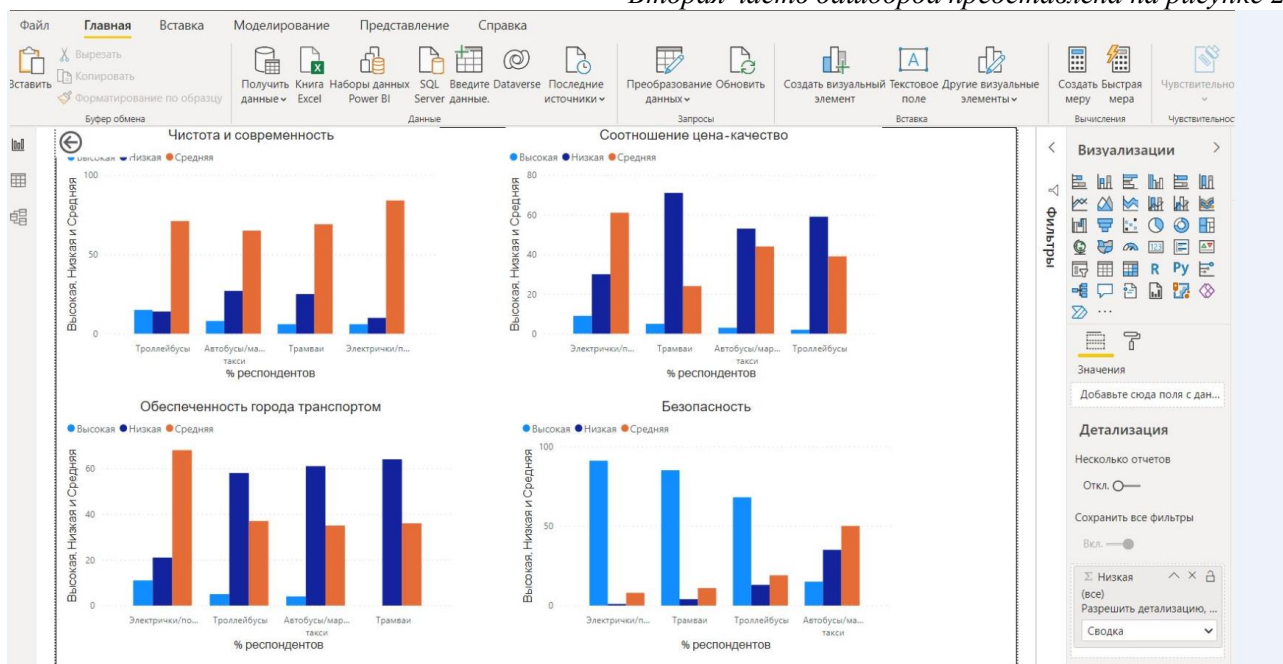 Вторая часть дашборда представлена на рисунке 2
Файл Главная Вставка Моделирование Представление Справка
Вставить
Вырезать
Копировать
Форматирование по образцу
Буфер обмена
Получить данные
Книга Excel
Наборы данных Power BI
SQL Server
Введите данные.
Dataverse
Последние источники
Данные
Преобразование данных
Обновить
Запросы
Создать визуальный элемент
Текстовое поле
Другие визуальные элементы
Вставка
Создать меру
Быстрая мера
Вычисления
Чувствительно
Чувствительнос
Чистота и современность
Высокая Низкая Средняя
Высокая, Низкая и Средняя
100
50
0
Троллейбусы Автобусы/ма... такси Трамваи Электрички/п...
% респондентов
Соотношение цена-качество
Высокая Низкая Средняя
Высокая, Низкая и Средняя
80
60
40
20
0
Электрички/п... Трамваи Автобусы/мар... такси Троллейбусы
% респондентов
Обеспеченность города транспортом
Высокая Низкая Средняя
Высокая, Низкая и Средняя
60
40
20
0
Электрички/по... Троллейбусы Автобусы/мар... такси Трамваи
% респондентов
Безопасность
Высокая Низкая Средняя
Высокая, Низкая и Средняя
100
50
0
Электрички/п... Трамваи Троллейбусы Автобусы/мар... такси
% респондентов
Фильтры
Визуализации
123
R Py
...
Значения
Добавьте сюда поля с дан...
Детализация
Несколько отчетов
Откл.
Сохранить все фильтры
Вкл.
Σ Низкая
(все)
Разрешить детализацию, ...
Сводка